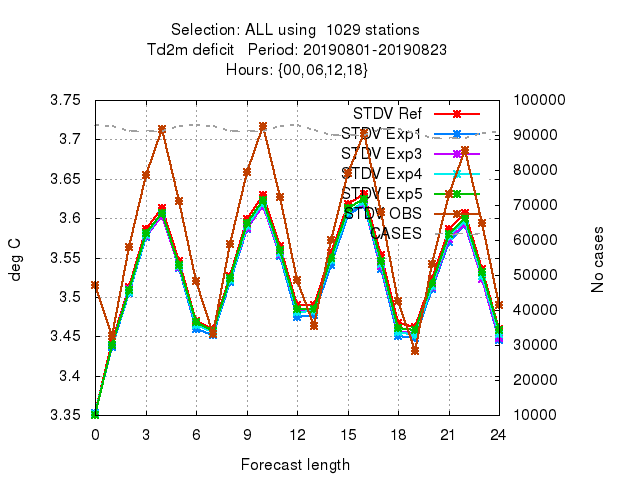 Selection: ALL using  1029 stations
Td2m deficit   Period: 20190801-20190823
Hours: {00,06,12,18}
3.75
3.7
3.65
3.6
3.55
3.5
3.45
3.4
3.35
deg C
STDV Ref
STDV Exp1
STDV Exp3
STDV Exp4
STDV Exp5
STDV OBS
CASES
100000
90000
80000
70000
60000
50000
40000
30000
20000
10000
No cases
0 3 6 9 12 15 18 21 24
Forecast length